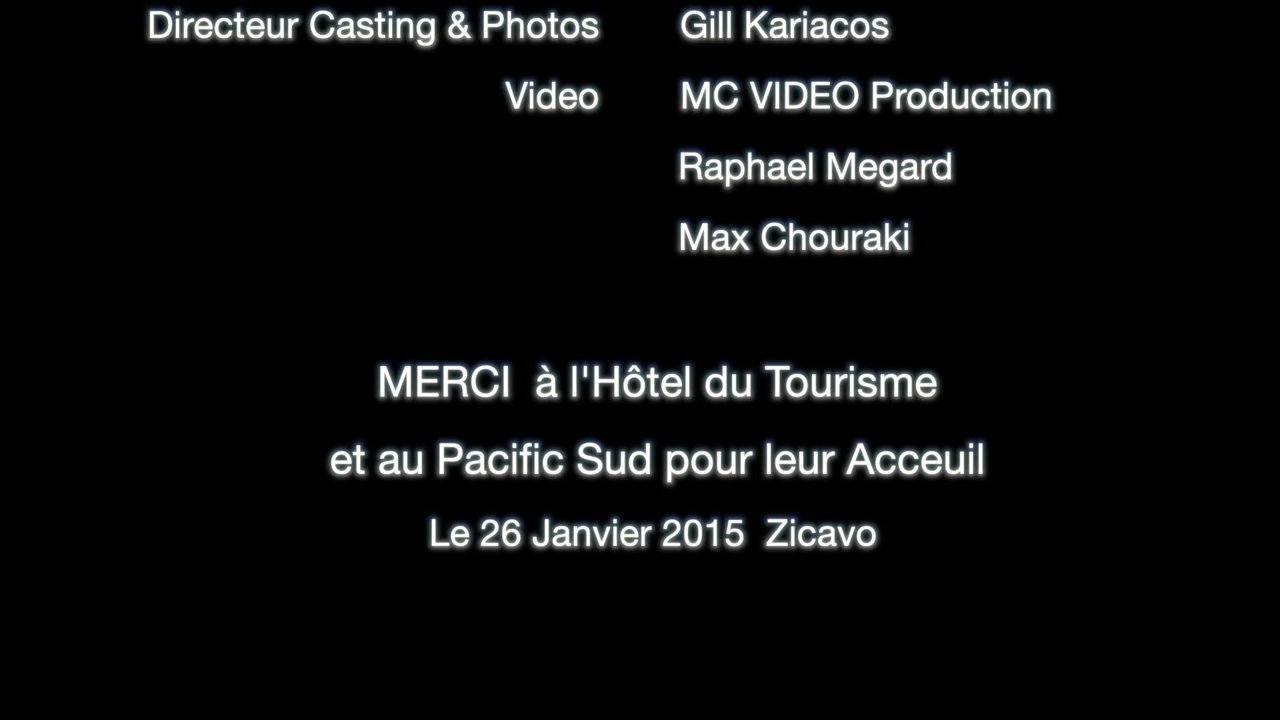 Directeur Casting & Photos Gill Kariacos
Video MC VIDEO Production
Raphael Megard
Max Chouraki
MERCI à l'Hôtel du Tourisme
et au Pacific Sud pour leur Acceuil
Le 26 Janvier 2015 Zicavo